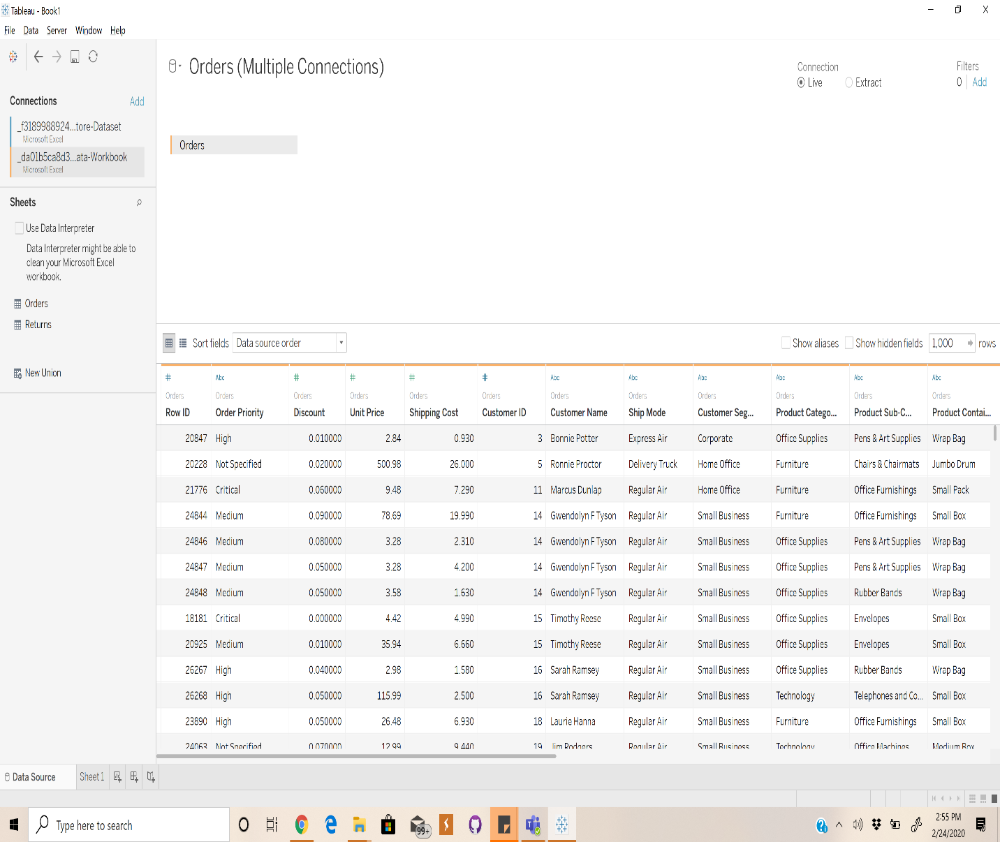 Tableau - Book1
File Data Server Window Help
Orders (Multiple Connections)
Connection
Live Extract
Filters
0 Add
Connections Add
_f3189988924...tore-Dataset
Microsoft Excel
_da01b5ca8d3...ata-Workbook
Microsoft Excel
Orders
Sheets
Use Data Interpreter
Data Interpreter might be able to
clean your Microsoft Excel
workbook.
Orders
Returns
New Union
Sort fields Data source order Show aliases Show hidden fields 1,000 rows
# Abc # # # # Abc Abc Abc Abc Abc Abc
Orders Orders Orders Orders Orders Orders Orders Orders Orders Orders Orders Orders
Row ID Order Priority Discount Unit Price Shipping Cost Customer ID Customer Name Ship Mode Customer Seg... Product Catego... Product Sub-C... Product Contai...
20847 High 0.010000 2.84 0.930 3 Bonnie Potter Express Air Corporate Office Supplies Pens & Art Supplies Wrap Bag
20228 Not Specified 0.020000 500.98 26.000 5 Ronnie Proctor Delivery Truck Home Office Furniture Chairs & Chairmats Jumbo Drum
21776 Critical 0.060000 9.48 7.290 11 Marcus Dunlap Regular Air Home Office Furniture Office Furnishings Small Pack
24844 Medium 0.090000 78.69 19.990 14 Gwendolyn F Tyson Regular Air Small Business Furniture Office Furnishings Small Box
24846 Medium 0.080000 3.28 2.310 14 Gwendolyn F Tyson Regular Air Small Business Office Supplies Pens & Art Supplies Wrap Bag
24847 Medium 0.050000 3.28 4.200 14 Gwendolyn F Tyson Regular Air Small Business Office Supplies Pens & Art Supplies Wrap Bag
24848 Medium 0.050000 3.58 1.630 14 Gwendolyn F Tyson Regular Air Small Business Office Supplies Rubber Bands Wrap Bag
18181 Critical 0.000000 4.42 4.990 15 Timothy Reese Regular Air Small Business Office Supplies Envelopes Small Box
20925 Medium 0.010000 35.94 6.660 15 Timothy Reese Regular Air Small Business Office Supplies Envelopes Small Box
26267 High 0.040000 2.98 1.580 16 Sarah Ramsey Regular Air Small Business Office Supplies Rubber Bands Wrap Bag
26268 High 0.050000 115.99 2.500 16 Sarah Ramsey Regular Air Small Business Technology Telephones and Co... Small Box
23890 High 0.050000 26.48 6.930 18 Laurie Hanna Regular Air Small Business Furniture Office Furnishings Small Box
24063 Not Specified 0.070000 12.99 9.440 19 Jim Rodgers Regular Air Small Business Technology Office Machines Medium Box
Data Source Sheet 1
Type here to search
99+
2:55 PM
2/24/2020